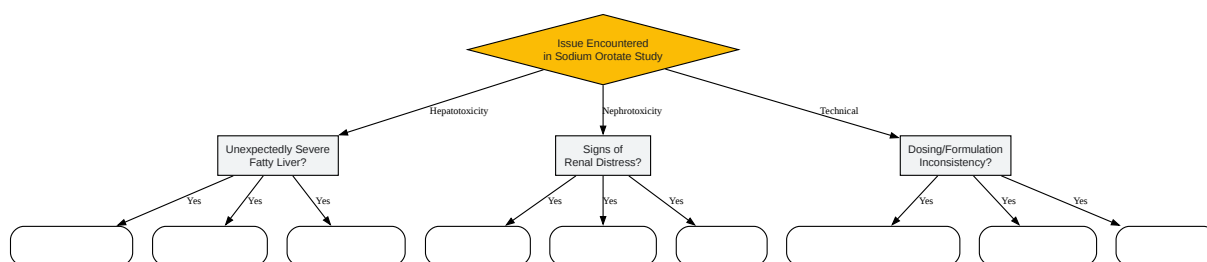 Issue Encountered
in Sodium Orotate Study
Hepatotoxicity
Nephrotoxicity
Technical
Unexpectedly Severe
Fatty Liver?
Signs of
Renal Distress?
Dosing/Formulation
Inconsistency?
Yes
Yes
Yes
Yes
Yes
Yes
Yes
Yes
Yes